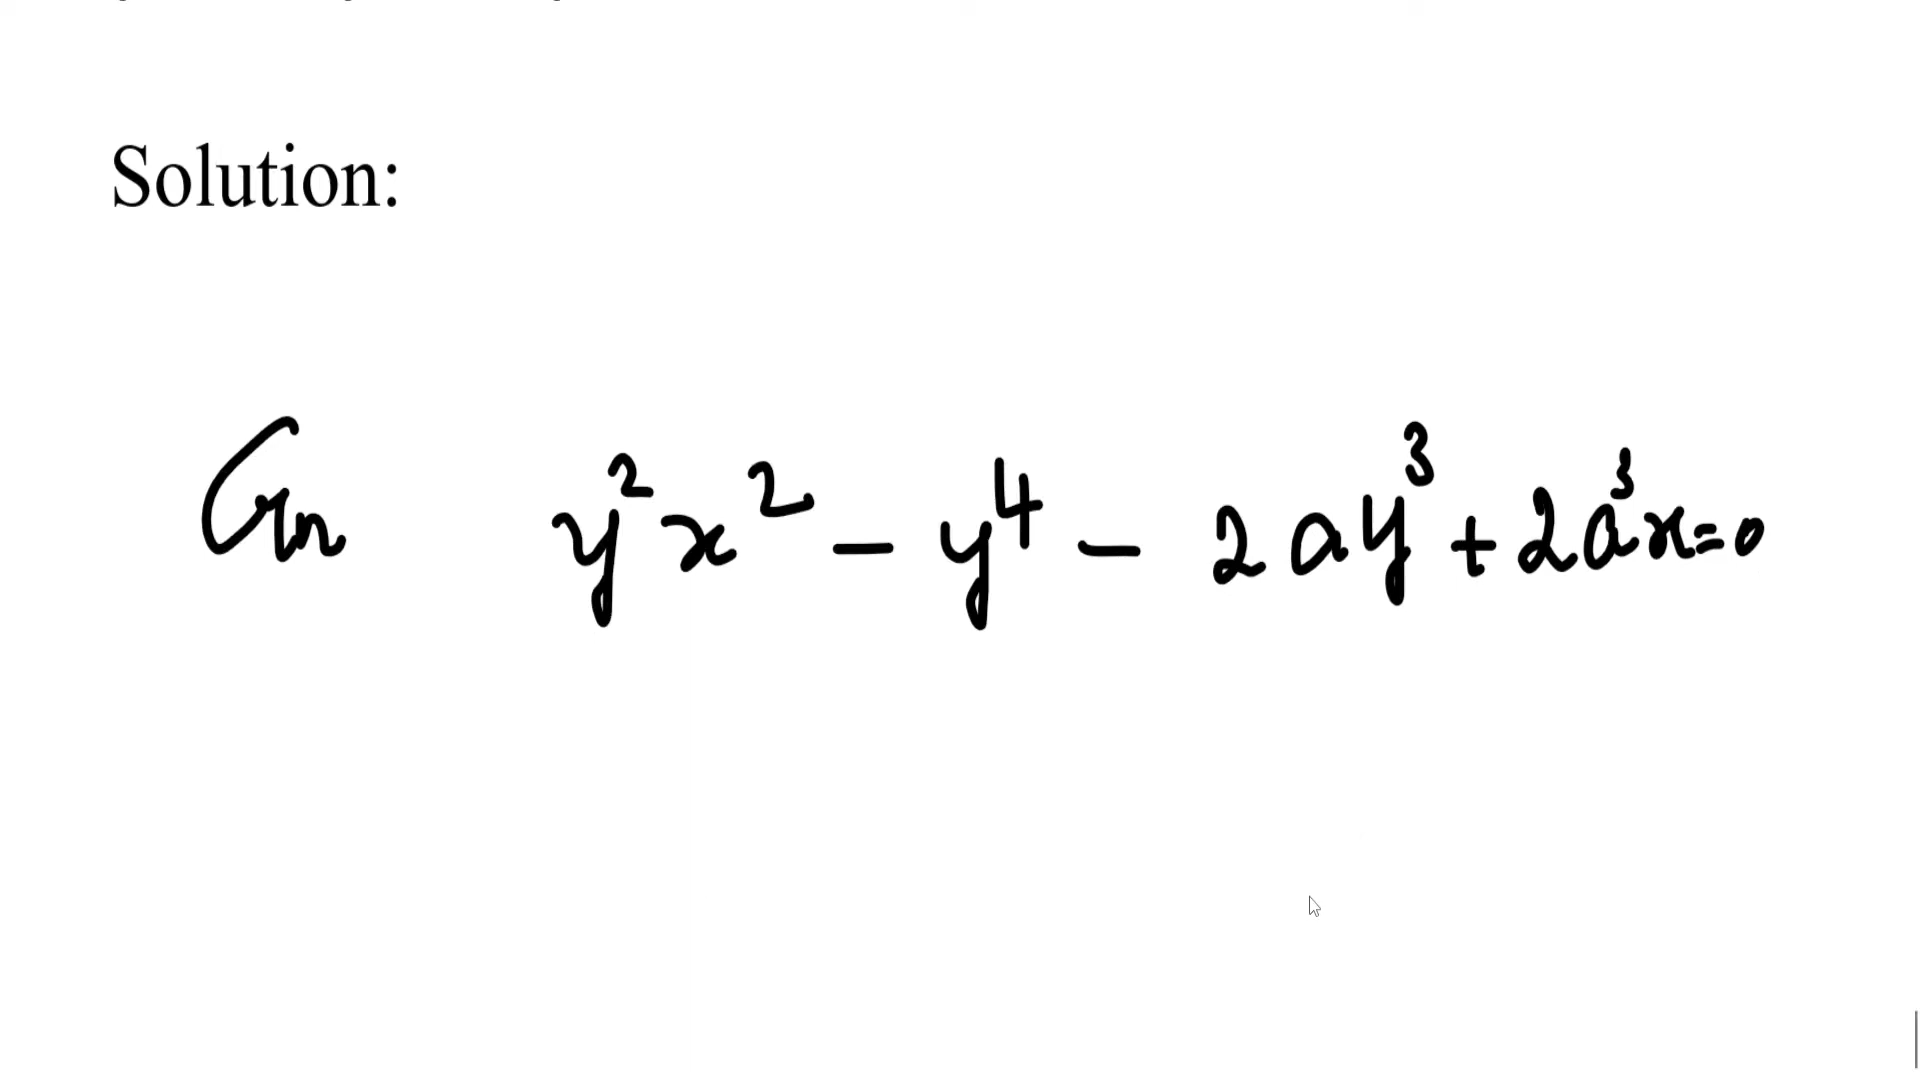 Solution:
Gn y²x² - y⁴ - 2ay³ + 2a³x=0